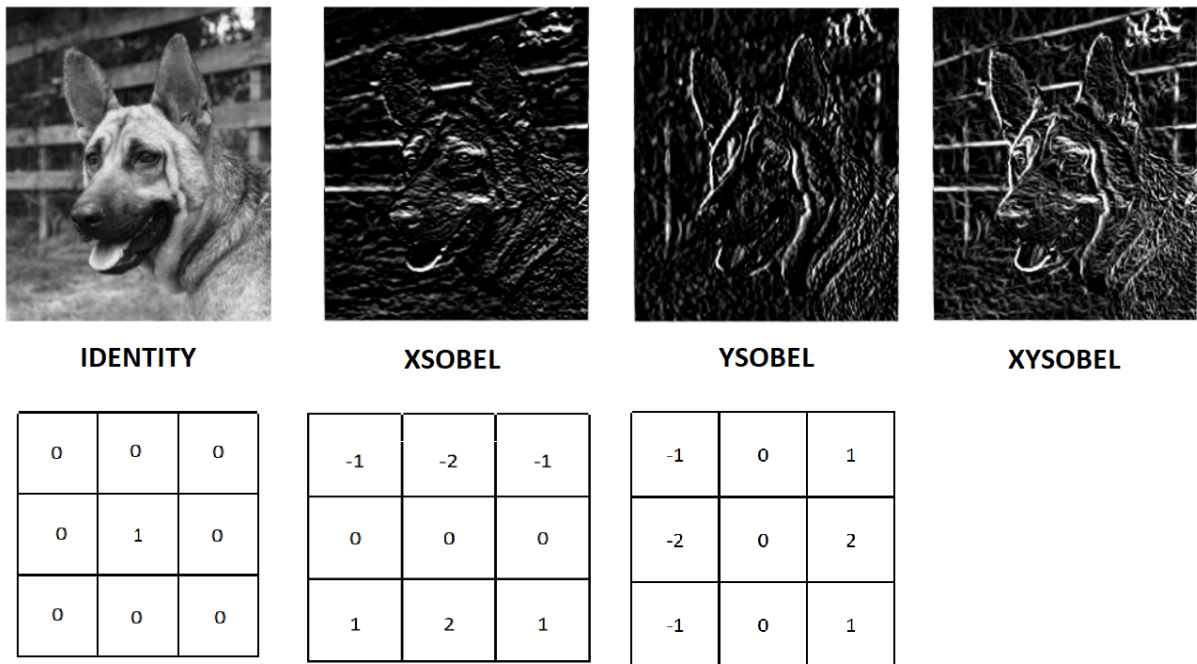 IDENTITY
XSOBEL
YSOBEL
XYSOBEL
0 0 0
0 1 0
0 0 0
-1 -2 -1
0 0 0
1 2 1
-1 0 1
-2 0 2
-1 0 1